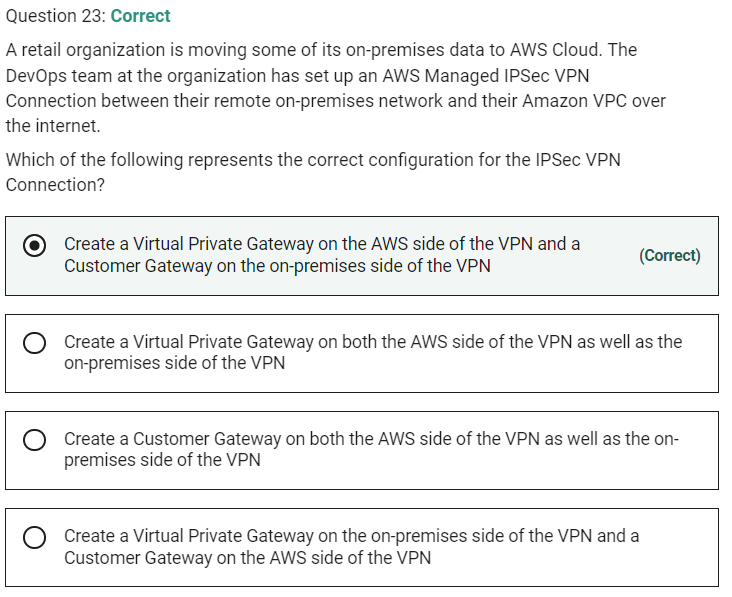 Question 23: Correct
A retail organization is moving some of its on-premises data to AWS Cloud. The
DevOps team at the organization has set up an AWS Managed IPSec VPN
Connection between their remote on-premises network and their Amazon VPC over
the internet.
Which of the following represents the correct configuration for the IPSec VPN
Connection?
Create a Virtual Private Gateway on the AWS side of the VPN and a
Customer Gateway on the on-premises side of the VPN
(Correct)
Create a Virtual Private Gateway on both the AWS side of the VPN as well as the
on-premises side of the VPN
Create a Customer Gateway on both the AWS side of the VPN as well as the on-
premises side of the VPN
Create a Virtual Private Gateway on the on-premises side of the VPN and a
Customer Gateway on the AWS side of the VPN